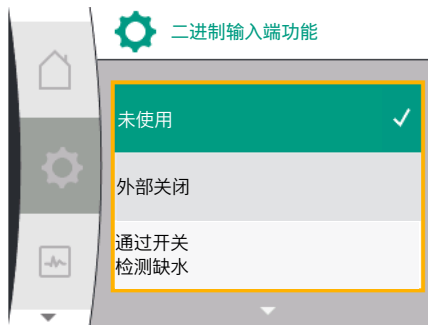 二进制输入端功能
未使用
外部关闭
通过开关
检测缺水